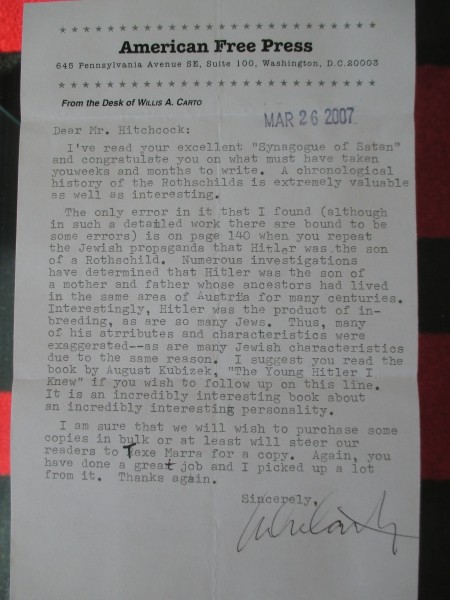 ★ ★ ★ ★ ★ ★ ★ ★ ★ ★ ★ ★ ★ ★ ★ ★ ★ ★ ★ ★ ★ ★ ★ ★
American Free Press
645 Pennsylvania Avenue SE, Suite 100, Washington, D.C. 20003
★ ★ ★ ★ ★ ★ ★ ★ ★ ★ ★ ★ ★ ★ ★ ★ ★ ★ ★ ★ ★ ★ ★ ★
From the Desk of WILLIS A. CARTO
MAR 26 2007
Dear Mr. Hitchcock:
I've read your excellent "Synagogue of Satan"
and congratulate you on what must have taken
youweeks and months to write. A chronological
history of the Rothschilds is extremely valuable
as well as interesting.
The only error in it that I found (although
in such a detailed work there are bound to be
some errors) is on page 140 when you repeat
the Jewish propaganda that Hitler was the son
of a Rothschild. Numerous investigations
have determined that Hitler was the son of
a mother and father whose ancestors had
lived in the same area of Austria for many centuries.
Interestingly, Hitler was the product of in-
breeding, as are so many Jews. Thus, many
of his atrributes and characteristics were
exaggerated--as are many Jewish characteristics
due to the same reason. I suggest you read the
book by August Kubizek, "The Young Hitler I
Knew" if you wish to follow up on this line.
It is an incredibly interesting book about
an incredibly interesting personality.
I am sure that we will wish to purchase some
copies in bulk or at least will steer our
readers to Texe Marra for a copy. Again, you
have done a great job and I picked up a lot
from it. Thanks again.
Sincerely,